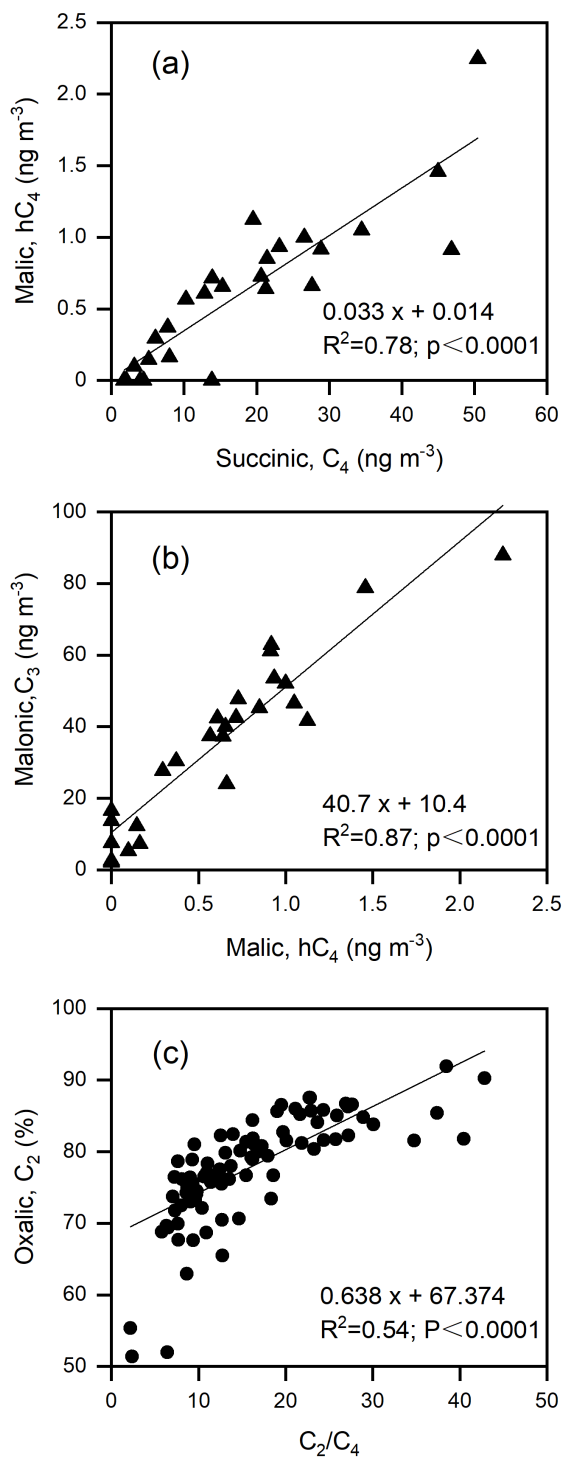 2.5
(a)
2.0
1.5
1.0
0.5
0
Malic, hC₄ (ng m⁻³)
0.033 x + 0.014
R²=0.78; p<0.0001
0 10 20 30 40 50 60
Succinic, C₄ (ng m⁻³)
100
(b)
80
60
40
20
0
Malonic,C₃ (ng m⁻³)
40.7 x + 10.4
R²=0.87; p<0.0001
0 0.5 1.0 1.5 2.0 2.5
Malic, hC₄ (ng m⁻³)
100
(c)
90
80
70
60
50
Oxalic, C₂ (%)
0.638 x + 67.374
R²=0.54; P<0.0001
0 10 20 30 40 50
C₂/C₄